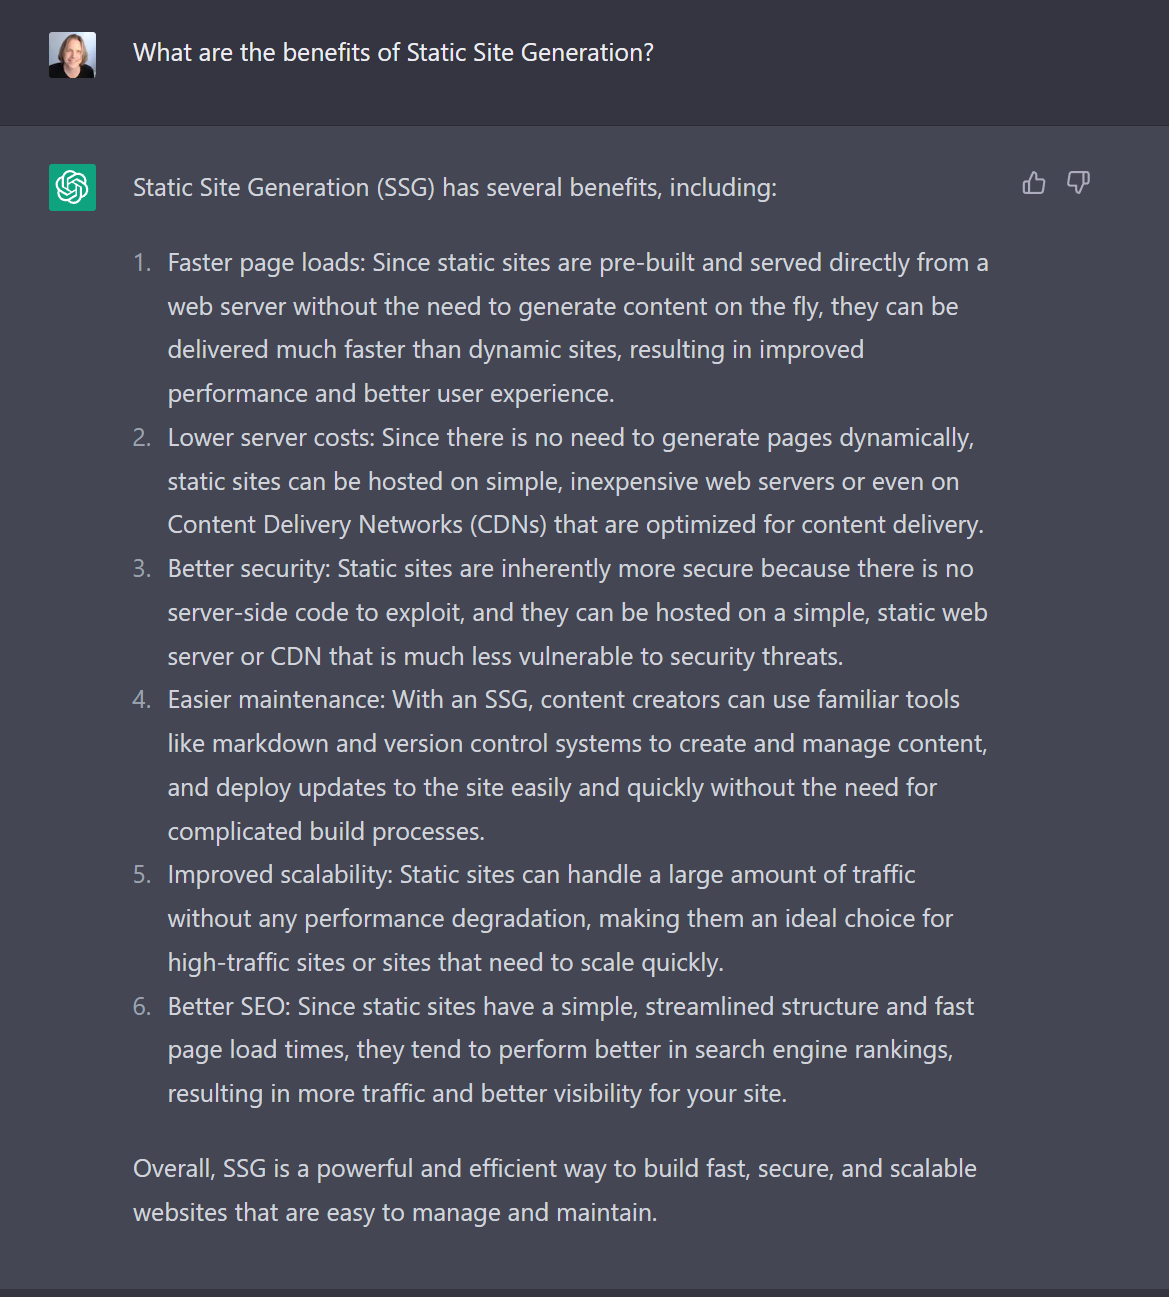 What are the benefits of Static Site Generation?
Static Site Generation (SSG) has several benefits, including:
1. Faster page loads: Since static sites are pre-built and served directly from a
web server without the need to generate content on the fly, they can be
delivered much faster than dynamic sites, resulting in improved
performance and better user experience.
2. Lower server costs: Since there is no need to generate pages dynamically,
static sites can be hosted on simple, inexpensive web servers or even on
Content Delivery Networks (CDNs) that are optimized for content delivery.
3. Better security: Static sites are inherently more secure because there is no
server-side code to exploit, and they can be hosted on a simple, static web
server or CDN that is much less vulnerable to security threats.
4. Easier maintenance: With an SSG, content creators can use familiar tools
like markdown and version control systems to create and manage content,
and deploy updates to the site easily and quickly without the need for
complicated build processes.
5. Improved scalability: Static sites can handle a large amount of traffic
without any performance degradation, making them an ideal choice for
high-traffic sites or sites that need to scale quickly.
6. Better SEO: Since static sites have a simple, streamlined structure and fast
page load times, they tend to perform better in search engine rankings,
resulting in more traffic and better visibility for your site.
Overall, SSG is a powerful and efficient way to build fast, secure, and scalable
websites that are easy to manage and maintain.